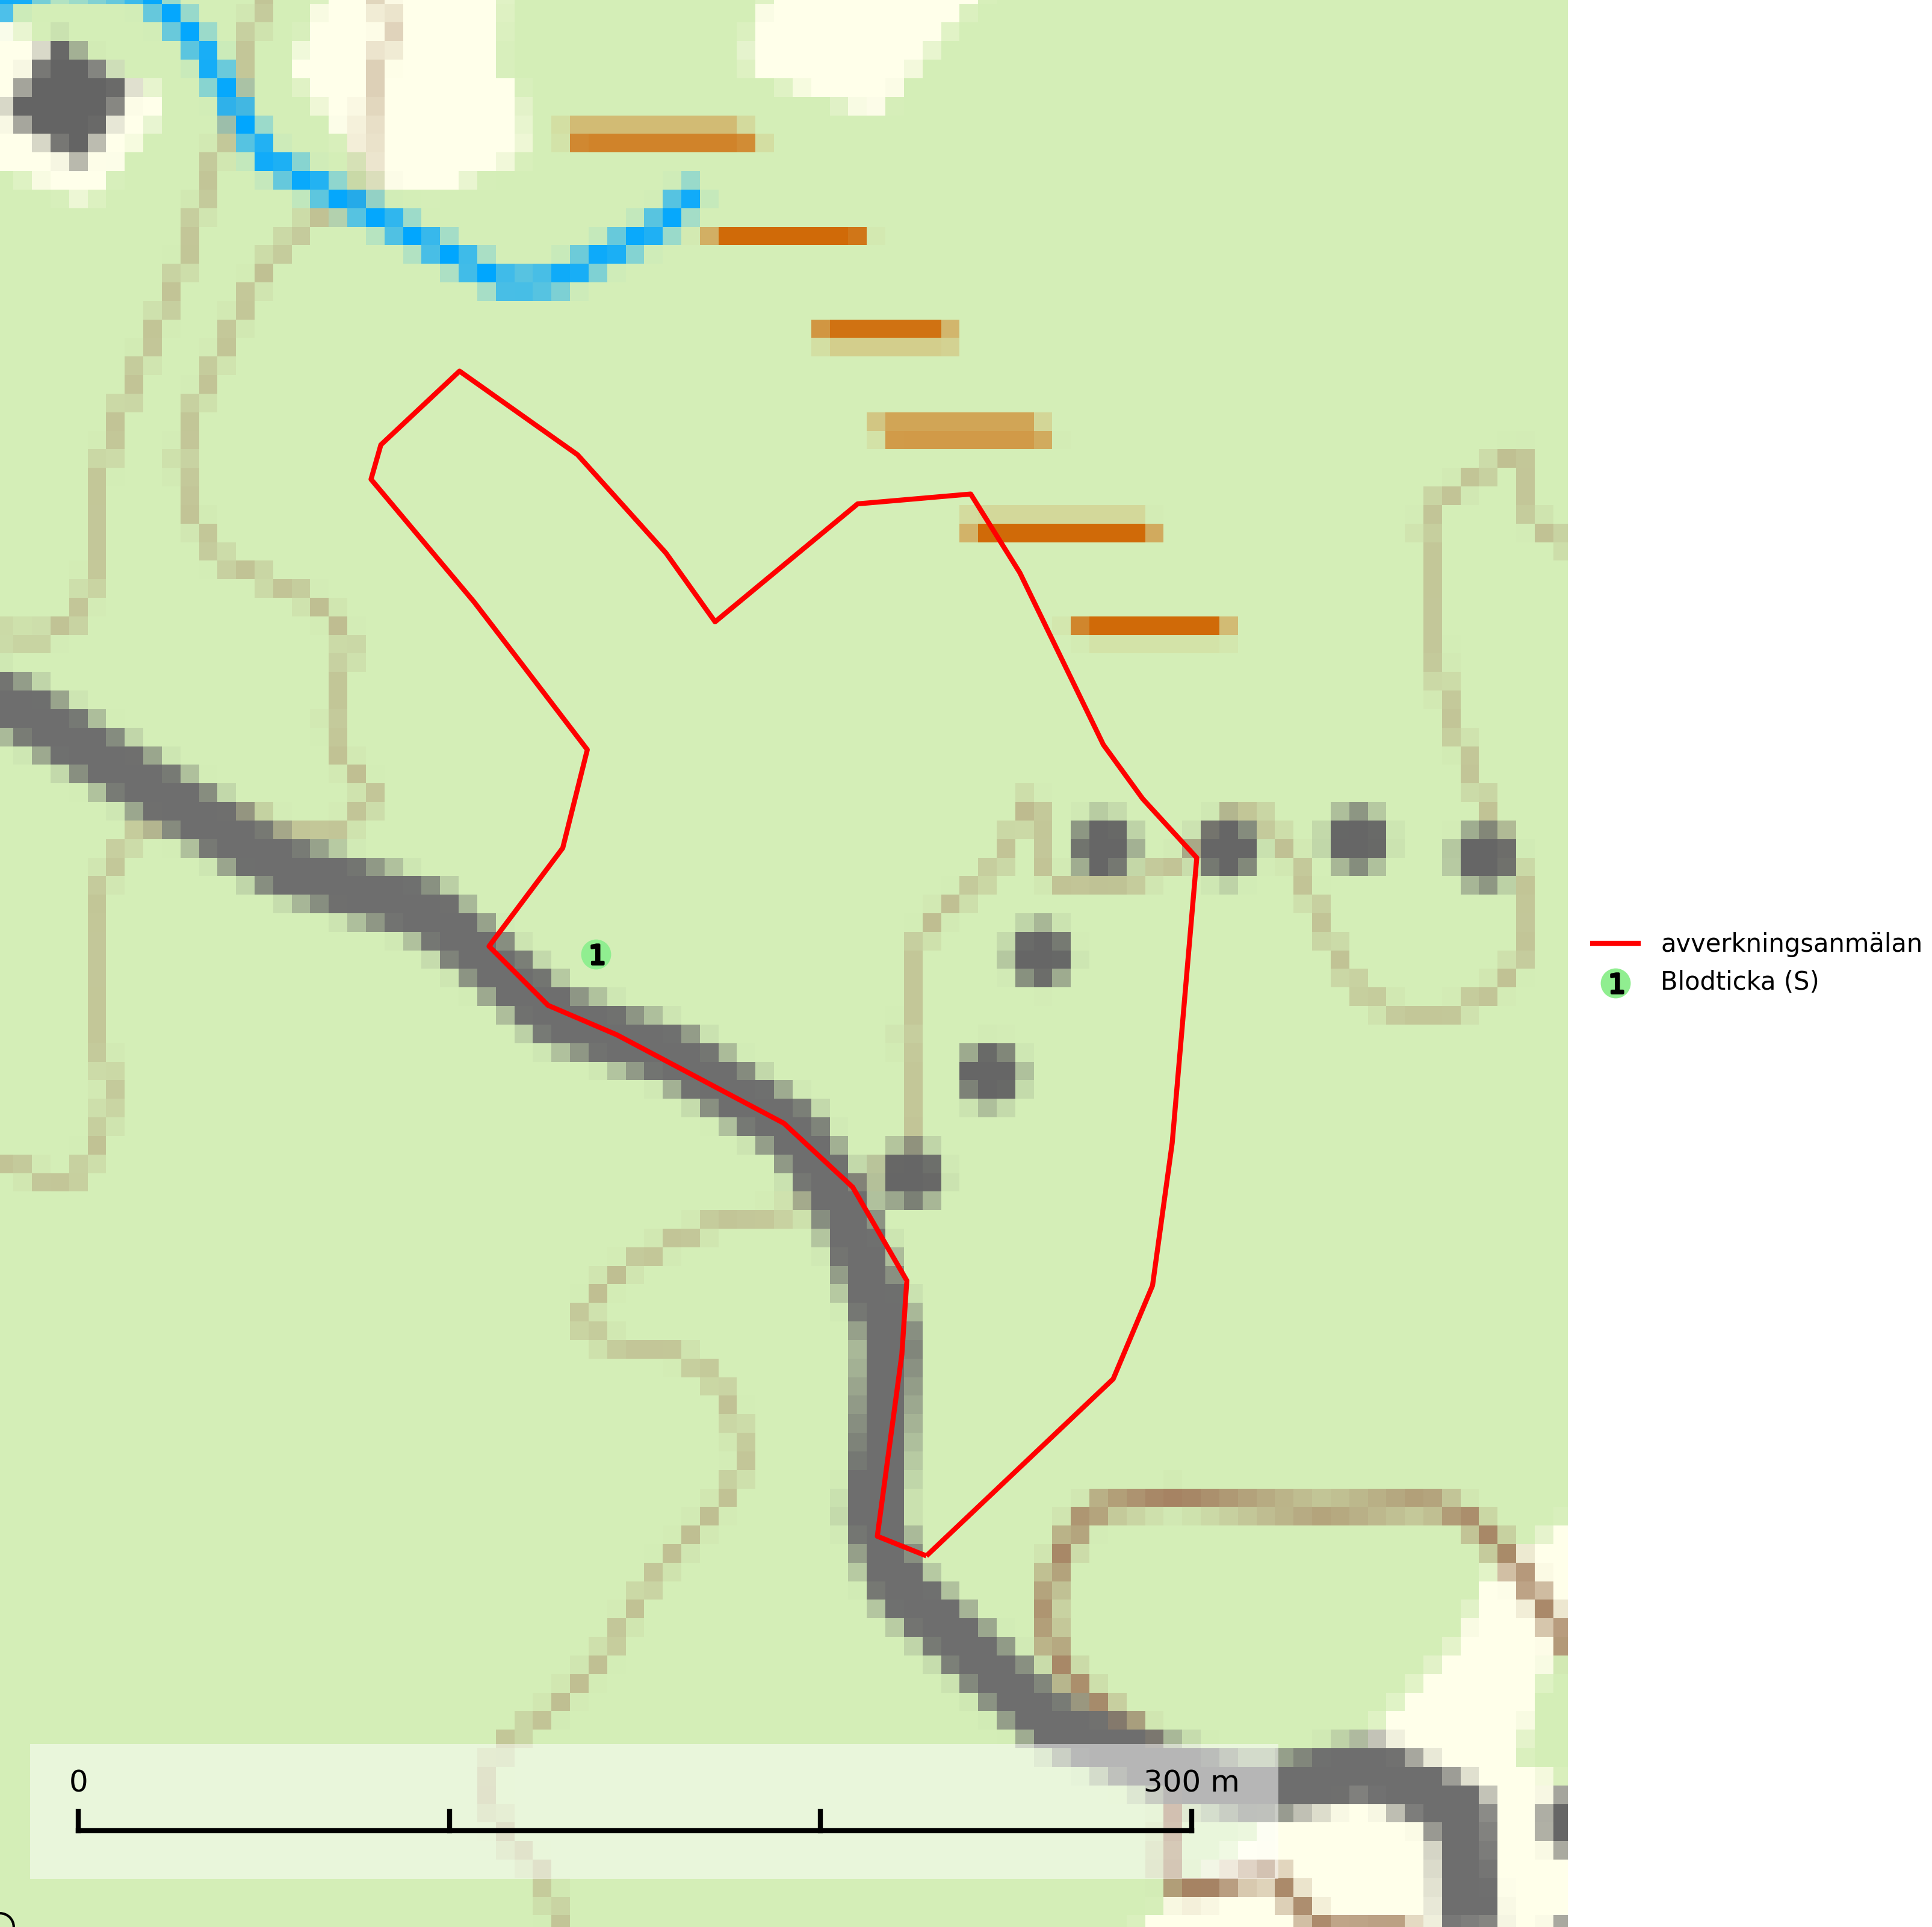 1
avverkningsanmälan
1 Blodticka (S)
0 300 m